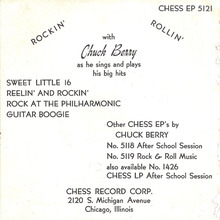 CHESS EP 5121
ROCKIN'
ROLLIN'
with
Chuck Berry
as he sings and plays
his big hits
SWEET LITTLE 16
REELIN' AND ROCKIN'
ROCK AT THE PHILHARMONIC
GUITAR BOOGIE
Other CHESS EP's by
CHUCK BERRY
No. 5118 After School Session
No. 5119 Rock & Roll Music
also available No. 1426
CHESS LP After School Session
CHESS RECORD CORP.
2120 S. Michigan Avenue
Chicago, Illinois